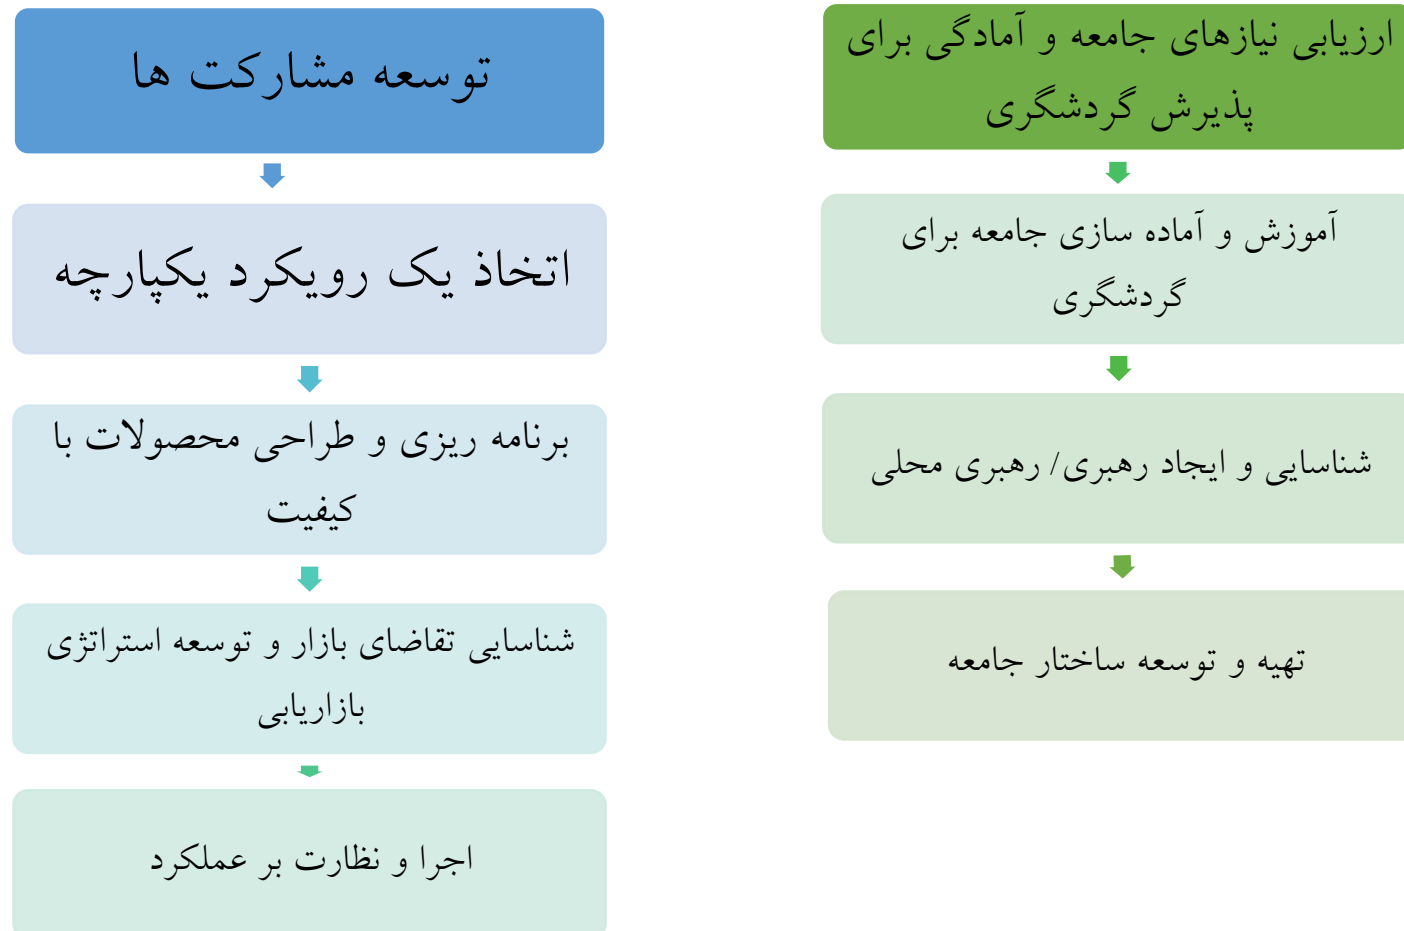 ارزیابی نیازهای جامعه و آمادگی برای
پذیرش گردشگری
آموزش و آماده سازی جامعه برای
گردشگری
شناسایی و ایجاد رهبری/ رهبری محلی
تهیه و توسعه ساختار جامعه
توسعه مشارکت ها
اتخاذ یک رویکرد یکپارچه
برنامه ریزی و طراحی محصولات با
کیفیت
شناسایی تقاضای بازار و توسعه استراتژی
بازاریابی
اجرا و نظارت بر عملکرد